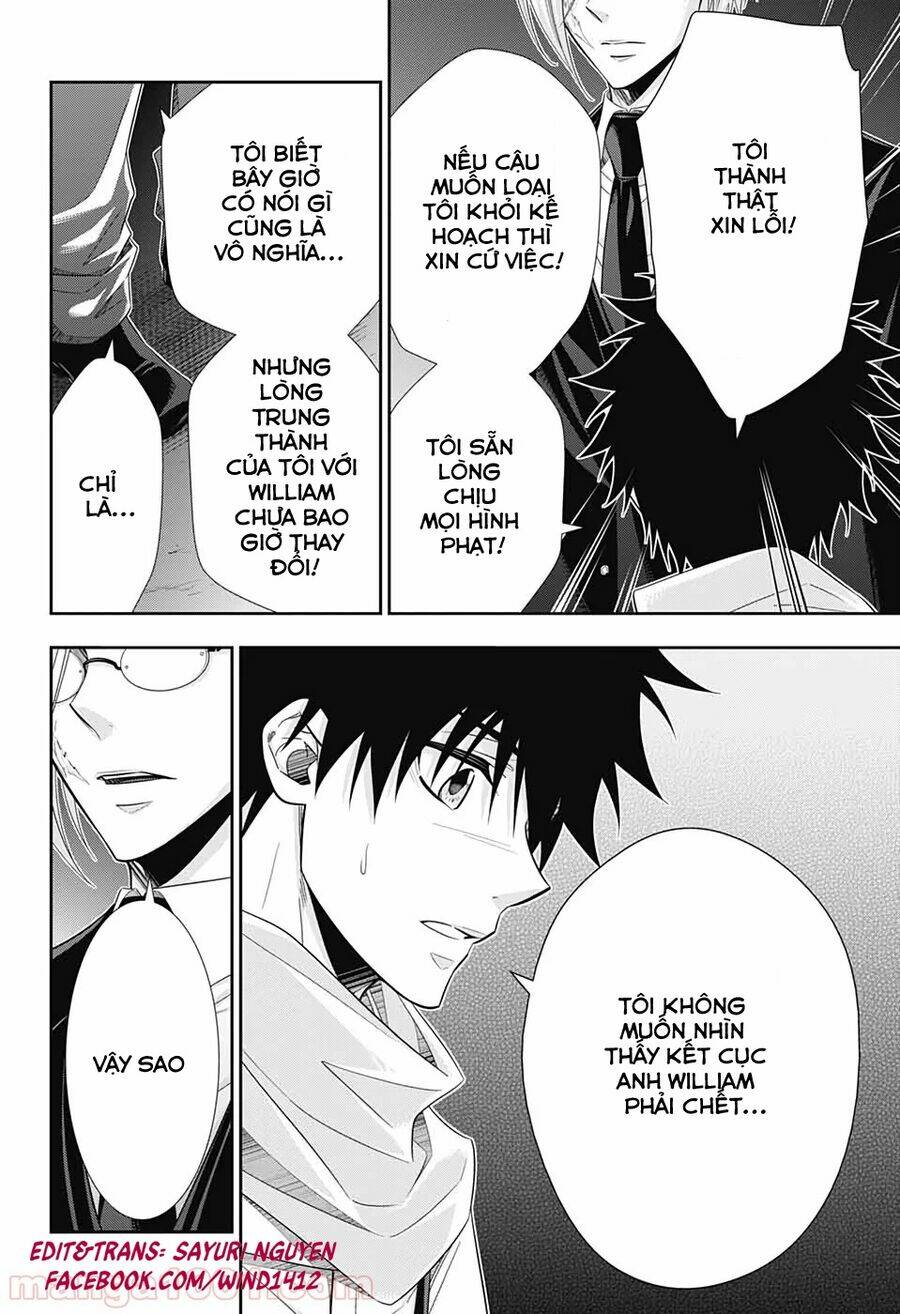 TÔI
THÀNH
THẬT
XIN LỖI!
NẾU CẬU
MUỐN LOẠI
TÔI KHỎI KẾ
HOẠCH THÌ
XIN CỨ VIỆC!
TÔI SẴN
LÒNG
CHỊU
MỌI HÌNH
PHẠT!
TÔI BIẾT
BÂY GIỜ
CÓ NÓI GÌ
CŨNG LÀ
VÔ NGHĨA...
NHƯNG
LÒNG
TRUNG
THÀNH
CỦA TÔI VỚI
WILLIAM
CHƯA BAO
GIỜ THAY
ĐỔI!
CHỈ
LÀ...
TÔI KHÔNG
MUỐN NHÌN
THẤY KẾT CỤC
ANH WILLIAM
PHẢI CHẾT...
VẬY SAO
EDIT&TRANS: SAYURI NGUYEN
FACEBOOK.COM/WIND1412